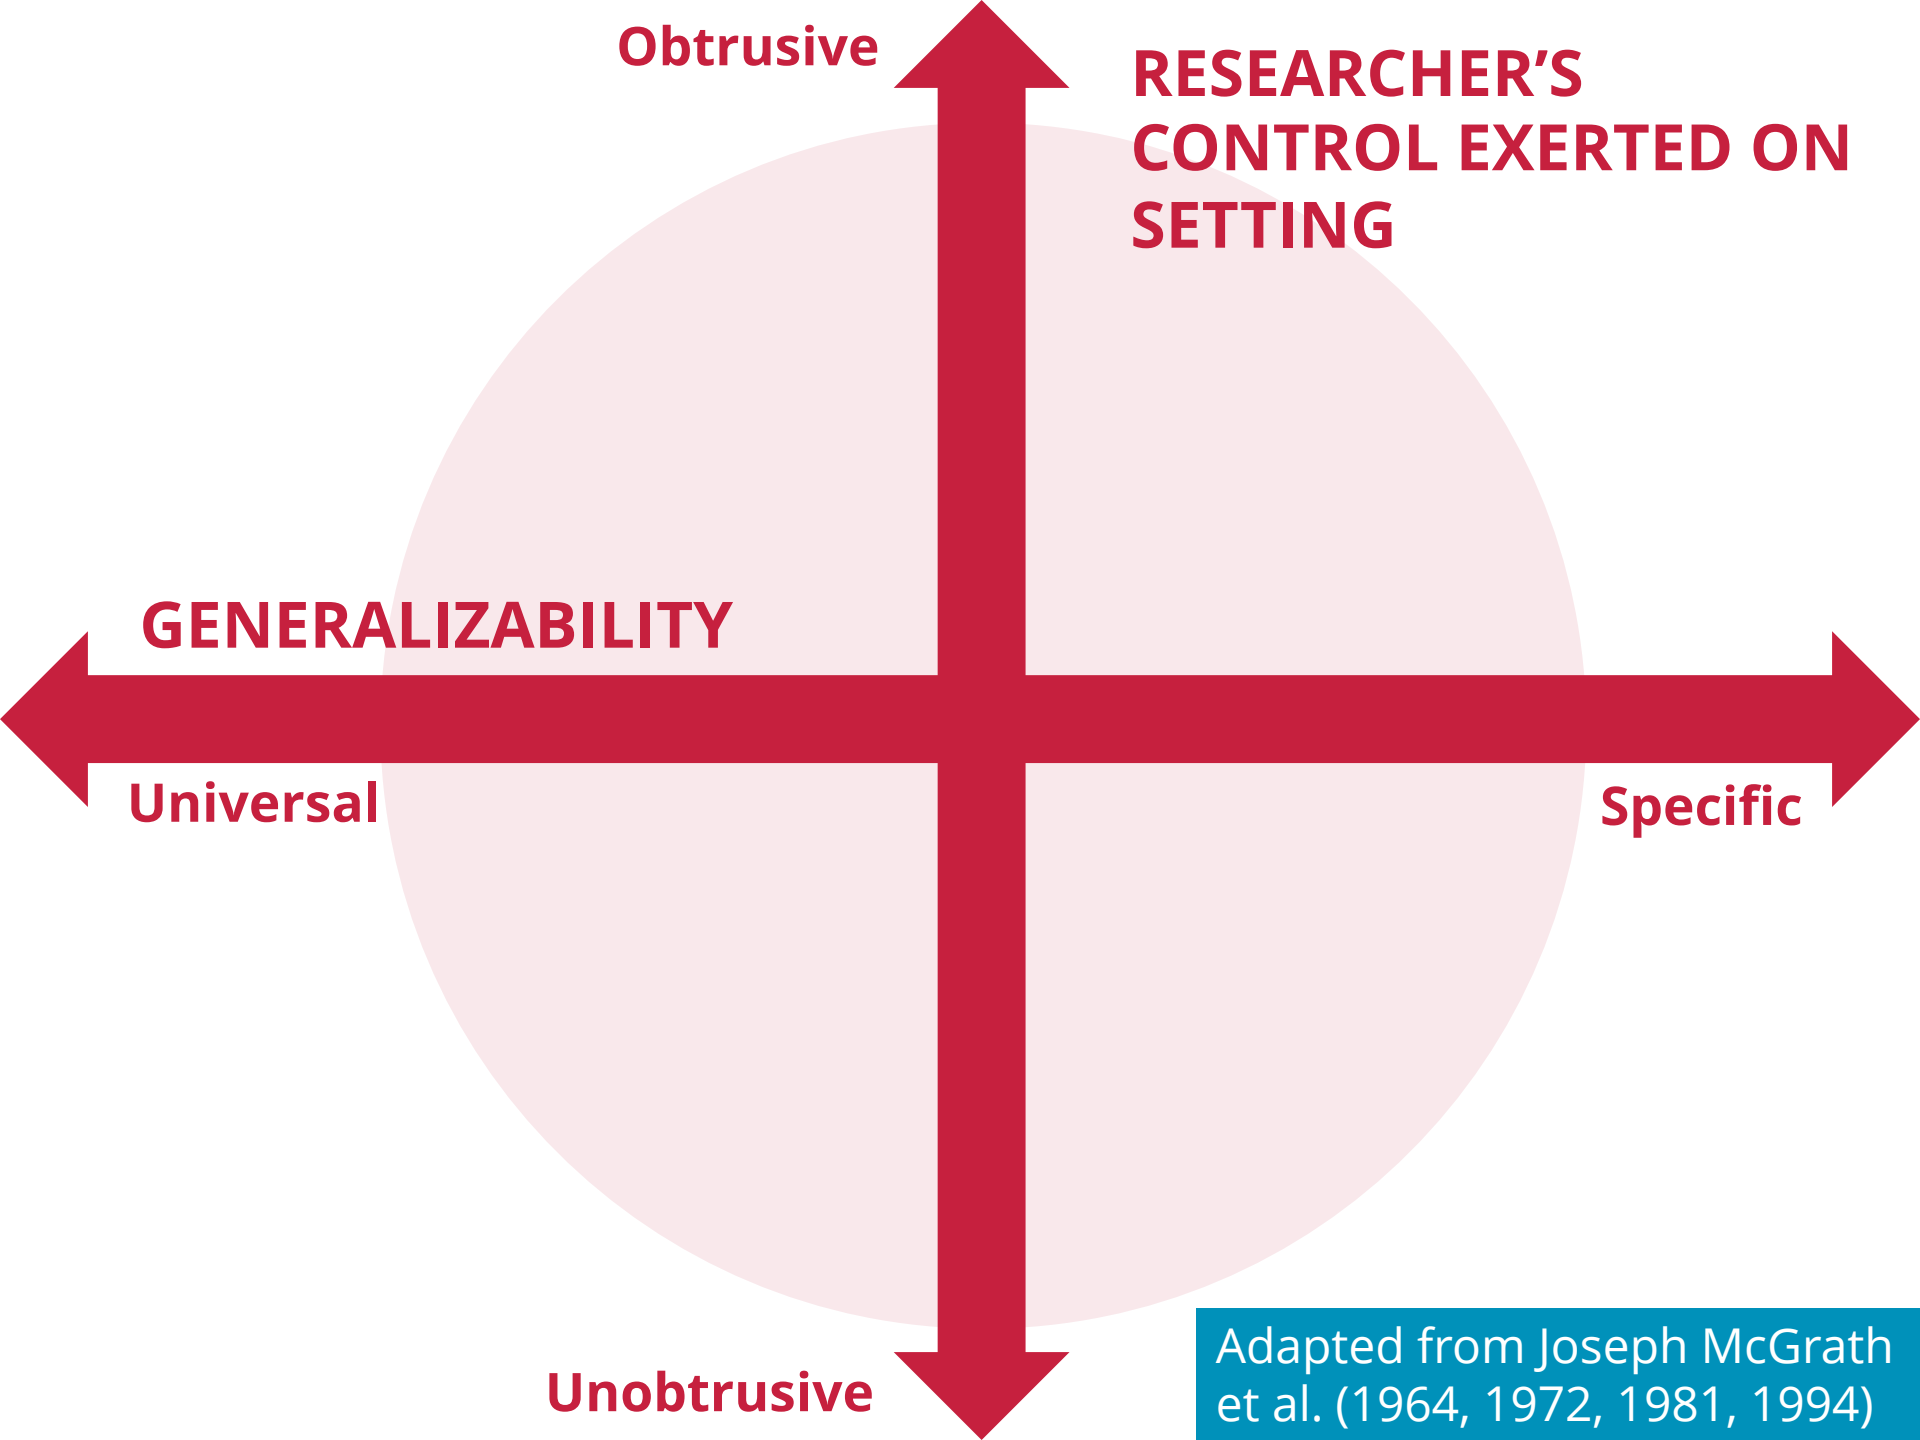 Obtrusive
RESEARCHER’S
CONTROL EXERTED ON
SETTING
GENERALIZABILITY
Universal
Specific
Unobtrusive
Adapted from Joseph McGrath
et al. (1964, 1972, 1981, 1994)